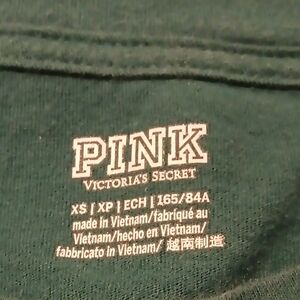 PINK
VICTORIA'S SECRET
XS | XP | ECH | 165/84A
made in Vietnam/fabriqué au
Vietnam/hecho en Vietnam/
fabbricato in Vietnam/ 越南制造